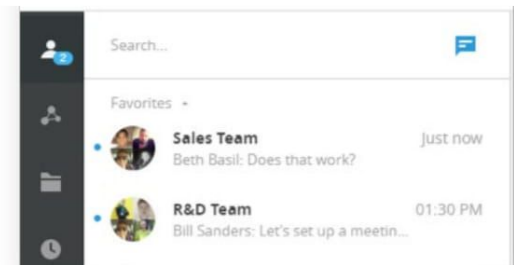 Search...
2
Favorites
Sales Team Just now
Beth Basil: Does that work?
R&D Team 01:30 PM
Bill Sanders: Let's set up a meetin...